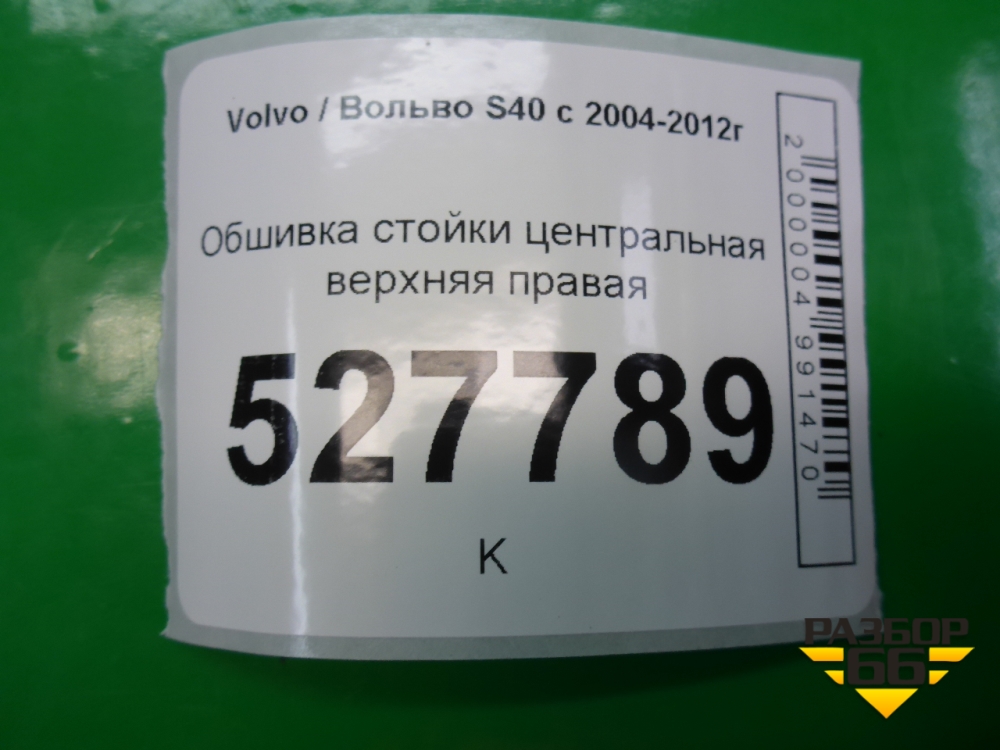 Volvo / Вольво S40 с 2004-2012г
Обшивка стойки центральная
верхняя правая
527789
К
2000004991470
РАЗБОР
66